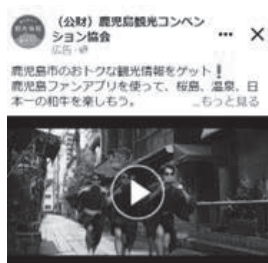 (公財)鹿児島観光コンベン
ション協会
広告・
鹿児島市のおトクな観光情報をゲット❗
鹿児島ファンアプリを使って、桜島、温泉、日
本一の和牛を楽しもう。 …もっと見る